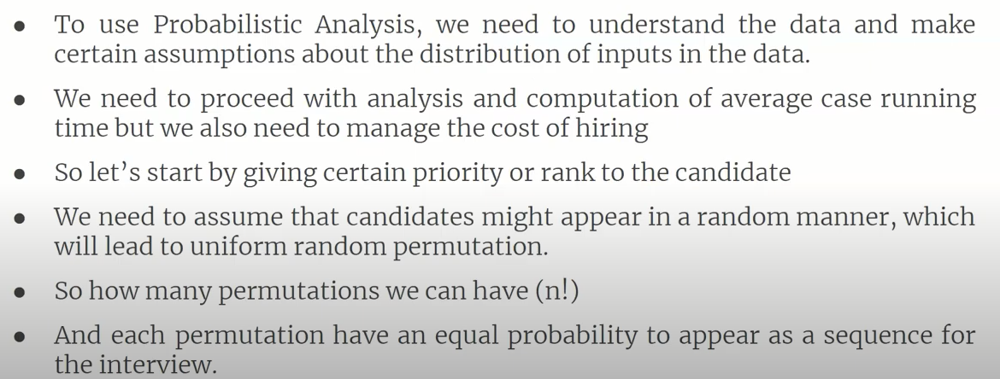 ● To use Probabilistic Analysis, we need to understand the data and make
certain assumptions about the distribution of inputs in the data.
● We need to proceed with analysis and computation of average case running
time but we also need to manage the cost of hiring
● So let’s start by giving certain priority or rank to the candidate
● We need to assume that candidates might appear in a random manner, which
will lead to uniform random permutation.
● So how many permutations we can have (n!)
● And each permutation have an equal probability to appear as a sequence for
the interview.